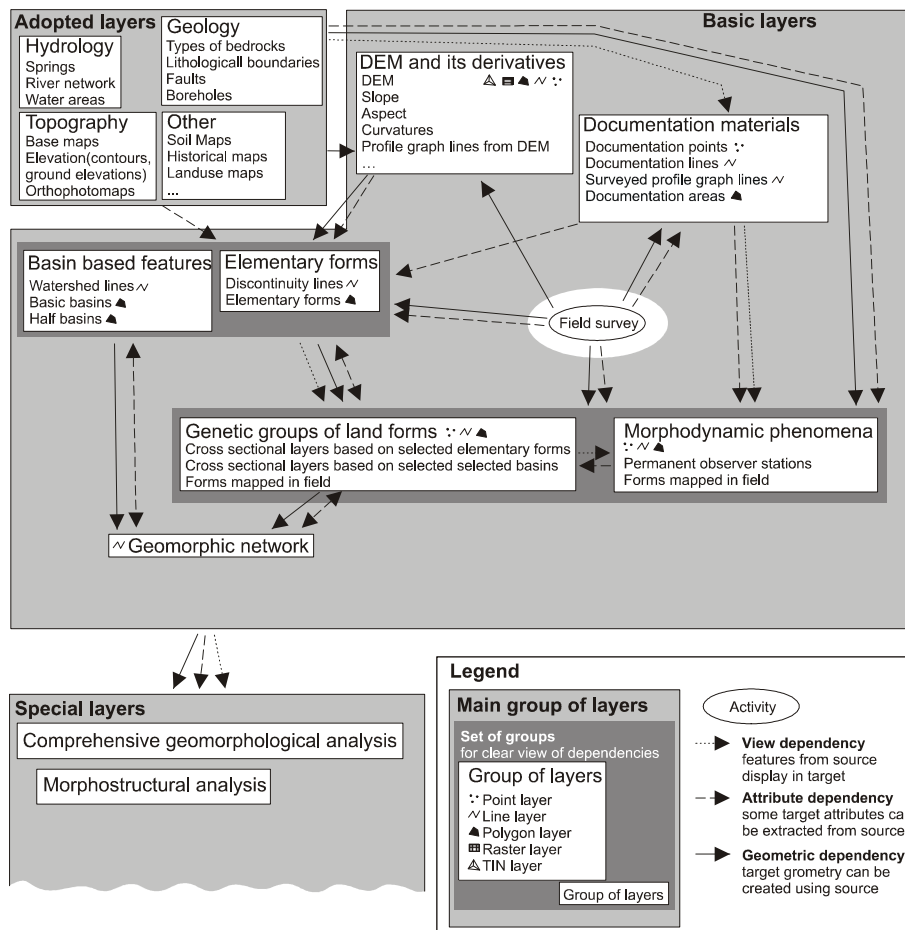 Adopted layers
Hydrology
Springs
River network
Water areas
Geology
Types of bedrocks
Lithologicall boundaries
Faults
Boreholes
Topography
Base maps
Elevation(contours,
ground elevations)
Orthophotomaps
Other
Soil Maps
Historical maps
Landuse maps
...
Basic layers
DEM and its derivatives
DEM
Slope
Aspect
Curvatures
Profile graph lines from DEM
...
Documentation materials
Documentation points
Documentation lines
Surveyed profile graph lines
Documentation areas
Basin based features
Watershed lines
Basic basins
Half basins
Elementary forms
Discontinuity lines
Elementary forms
Field survey
Genetic groups of land forms
Cross sectional layers based on selected elementary forms
Cross sectional layers based on selected selected basins
Forms mapped in field
Morphodynamic phenomena
Permanent observer stations
Forms mapped in field
Geomorphic network
Special layers
Comprehensive geomorphological analysis
Morphostructural analysis
Legend
Main group of layers
Set of groups
for clear view of dependencies
Group of layers
Point layer
Line layer
Polygon layer
Raster layer
TIN layer
Group of layers
Activity
View dependency
features from source
display in target
Attribute dependency
some target attributes ca
be extracted from source
Geometric dependency
target grometry can be
created using source